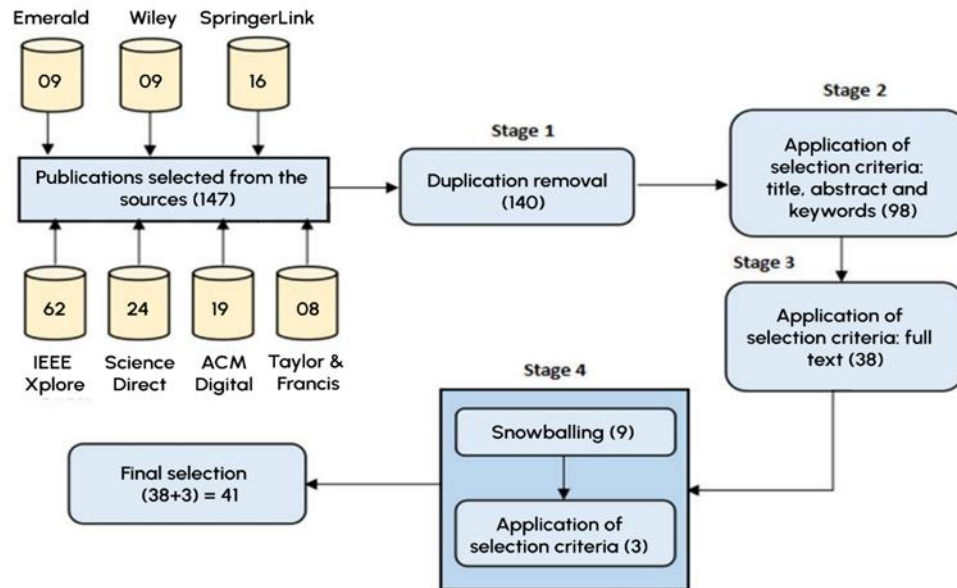 Emerald
Wiley
SpringerLink
09
09
16
Publications selected from the
sources (147)
62
24
19
08
IEEE
Xplore
Science
Direct
ACM
Digital
Taylor &
Francis
Stage 1
Duplication removal
(140)
Stage 2
Application of
selection criteria:
title, abstract and
keywords (98)
Stage 3
Application of
selection criteria: full
text (38)
Stage 4
Snowballing (9)
Application of
selection criteria (3)
Final selection
(38+3) = 41